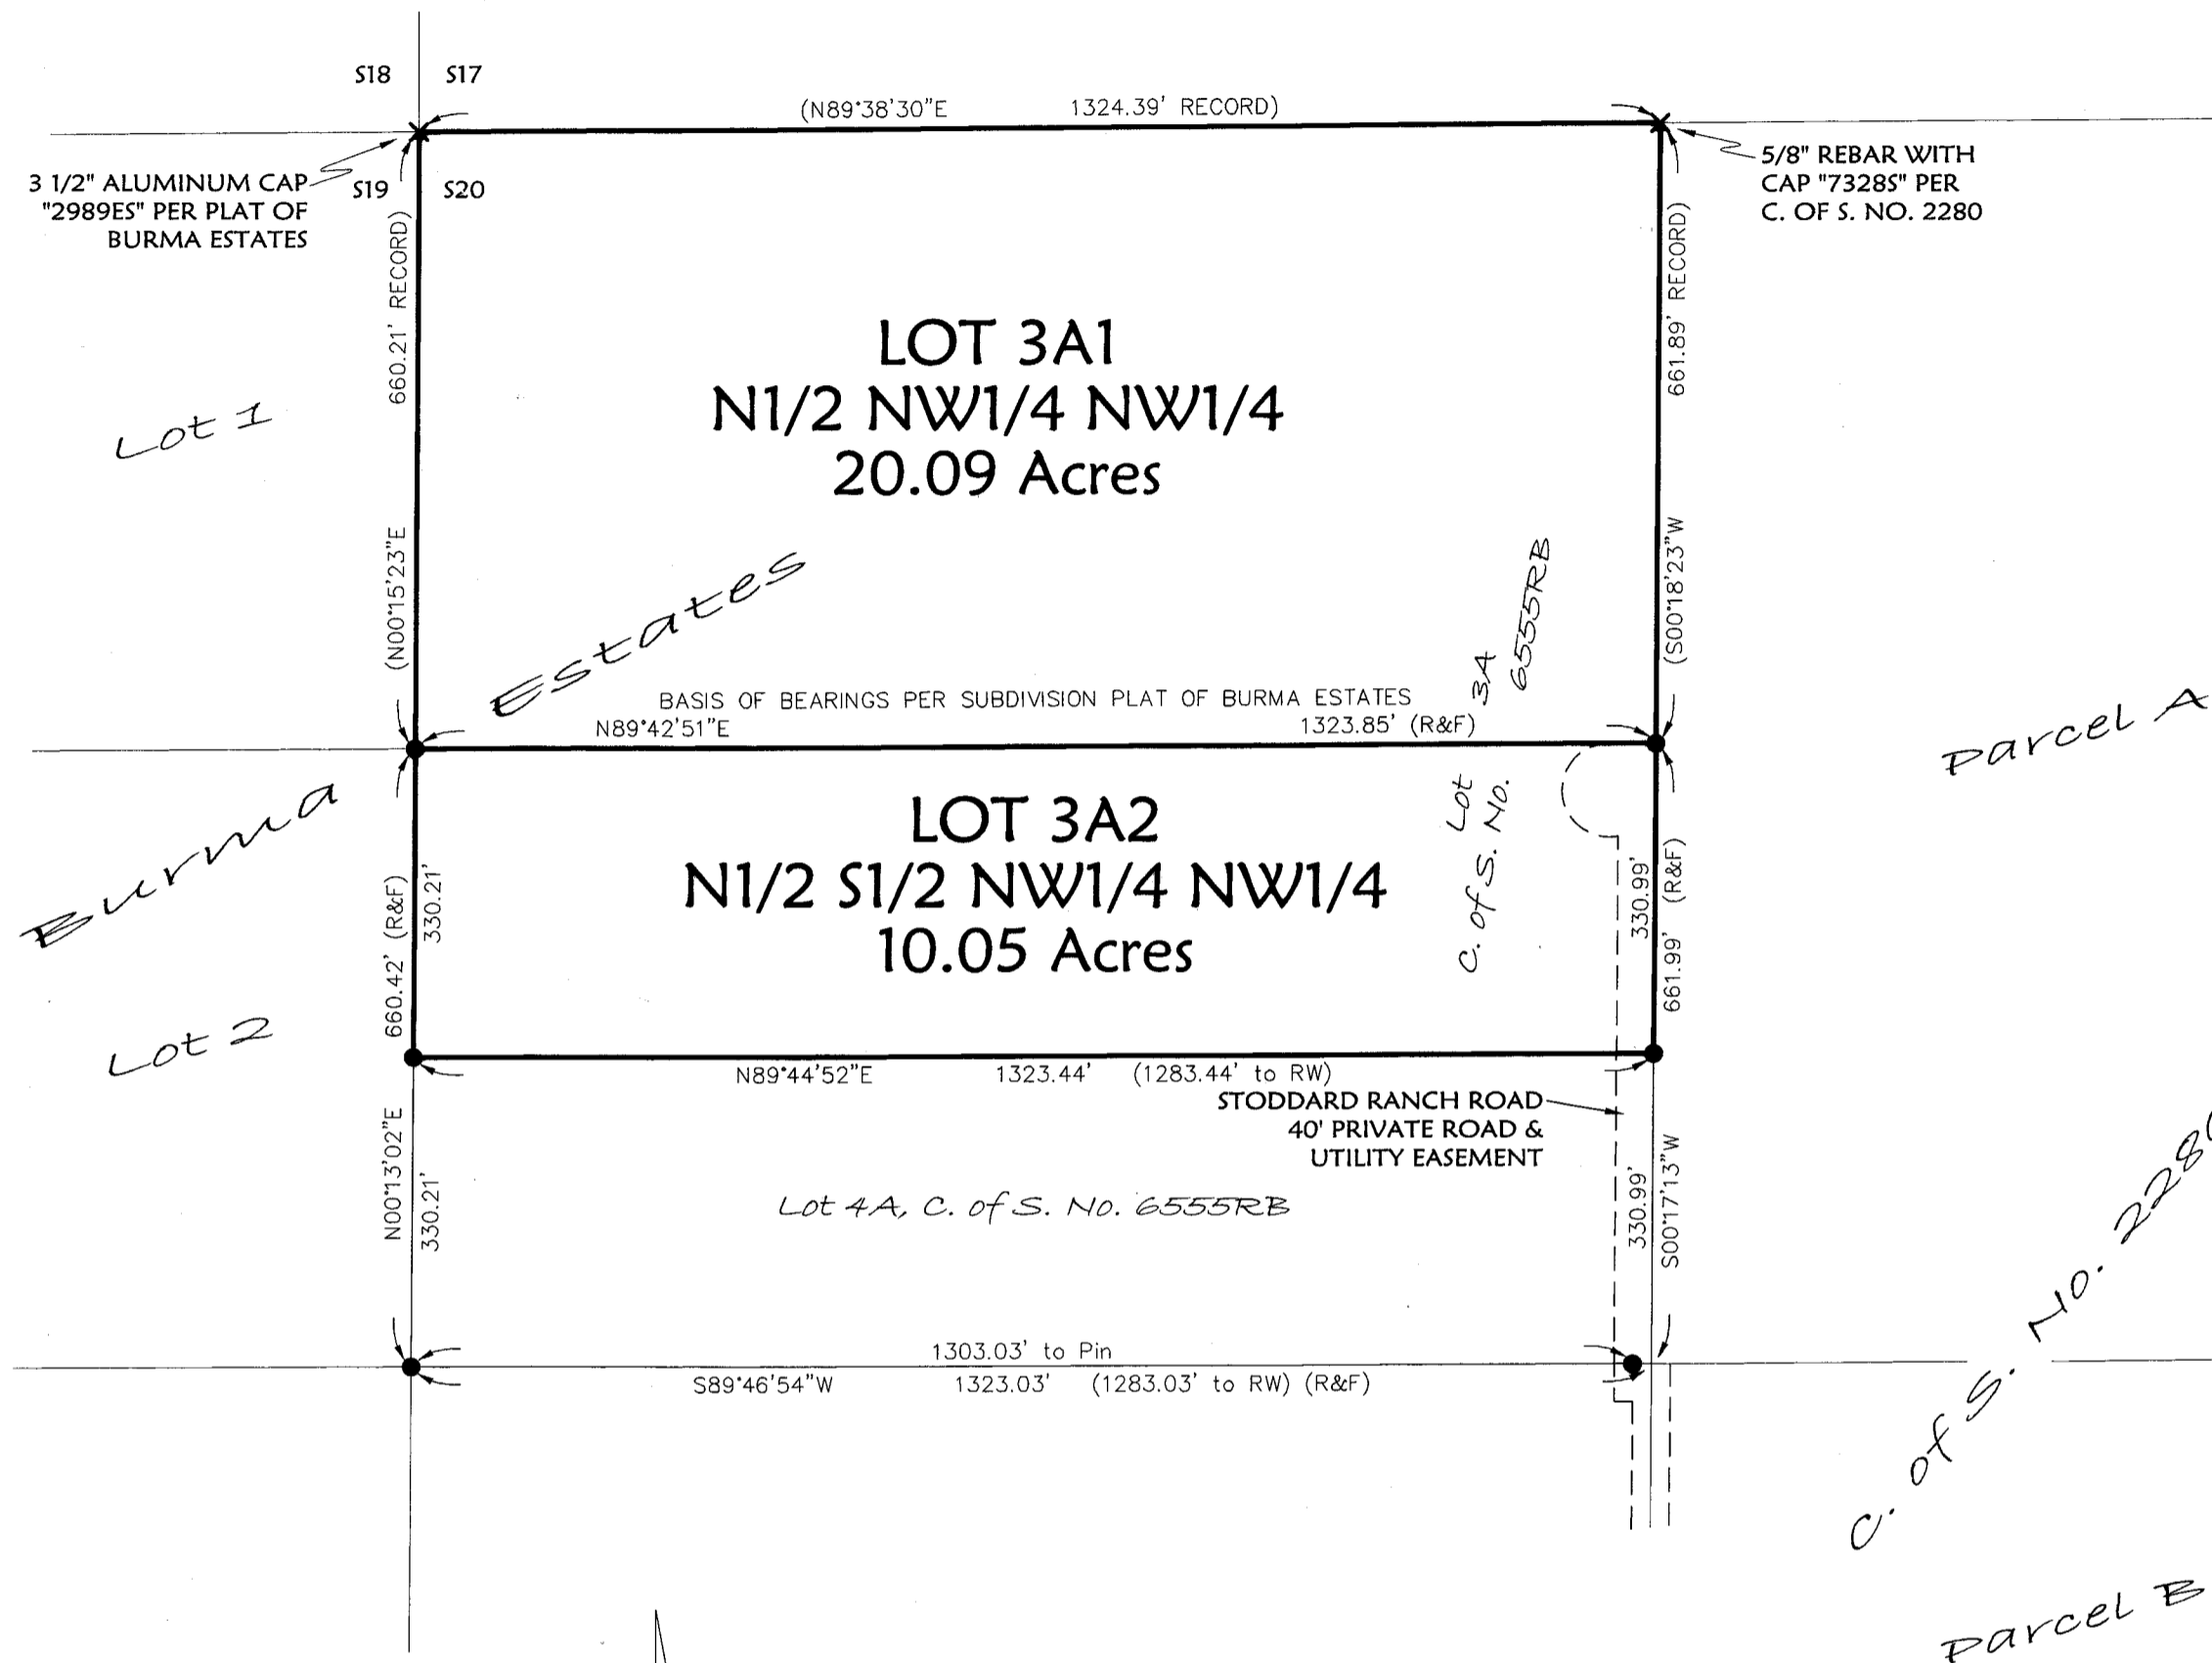 S18
S17
(N89°38'30"E 1324.39' RECORD)
3 1/2" ALUMINUM CAP
"2989ES" PER PLAT OF
BURMA ESTATES
S19
S20
5/8" REBAR WITH
CAP "7328S" PER
C. OF S. NO. 2280
(N00°15'23"E 660.21' RECORD)
(S00°18'23"W 661.89' RECORD)
LOT 3A1
N1/2 NW1/4 NW1/4
20.09 Acres
Lot 1
Burma Estates
BASIS OF BEARINGS PER SUBDIVISION PLAT OF BURMA ESTATES
N89°42'51"E 1323.85' (R&F)
Lot 3A
C. of S. No. 6555RB
Parcel A
LOT 3A2
N1/2 S1/2 NW1/4 NW1/4
10.05 Acres
660.42' (R&F)
330.21'
330.99'
661.99' (R&F)
Lot 2
N89°44'52"E 1323.44' (1283.44' to RW)
STODDARD RANCH ROAD
40' PRIVATE ROAD &
UTILITY EASEMENT
N00°13'02"E
330.21'
Lot 4A, C. of S. No. 6555RB
330.99'
S00°17'13"W
1303.03' to Pin
S89°46'54"W 1323.03' (1283.03' to RW) (R&F)
C. of S. No. 2280
Parcel B